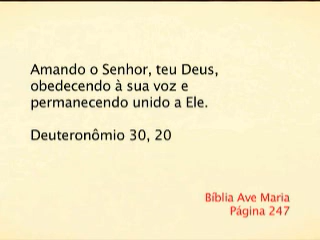 Amando o Senhor, teu Deus,
obedecendo à sua voz e
permanecendo unido a Ele.
Deuteronômio 30, 20
Bíblia Ave Maria
Página 247